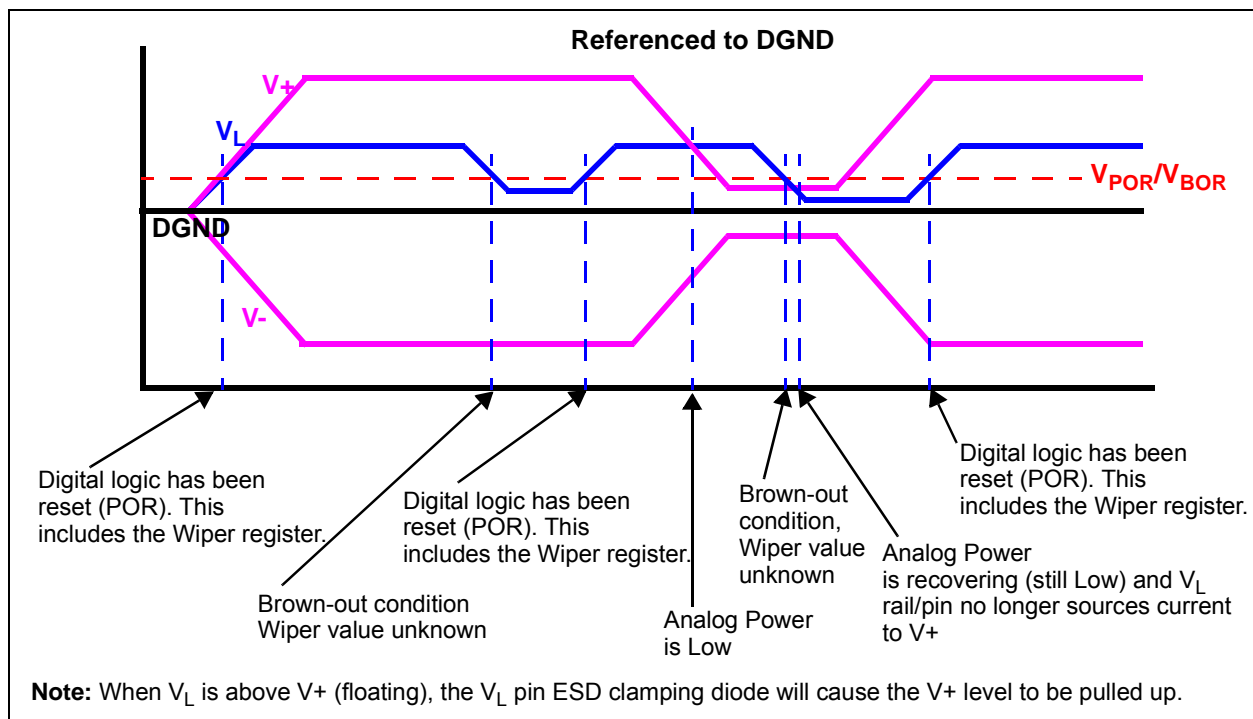 Referenced to DGND
V+
VL
VPOR/VBOR
DGND
V-
Digital logic has been
reset (POR). This
includes the Wiper register.
Brown-out condition
Wiper value unknown
Digital logic has been
reset (POR). This
includes the Wiper register.
Analog Power
is Low
Brown-out
condition,
Wiper value
unknown
Analog Power
is recovering (still Low) and VL
rail/pin no longer sources current
to V+
Digital logic has been
reset (POR). This
includes the Wiper register.
Note: When VL is above V+ (floating), the VL pin ESD clamping diode will cause the V+ level to be pulled up.